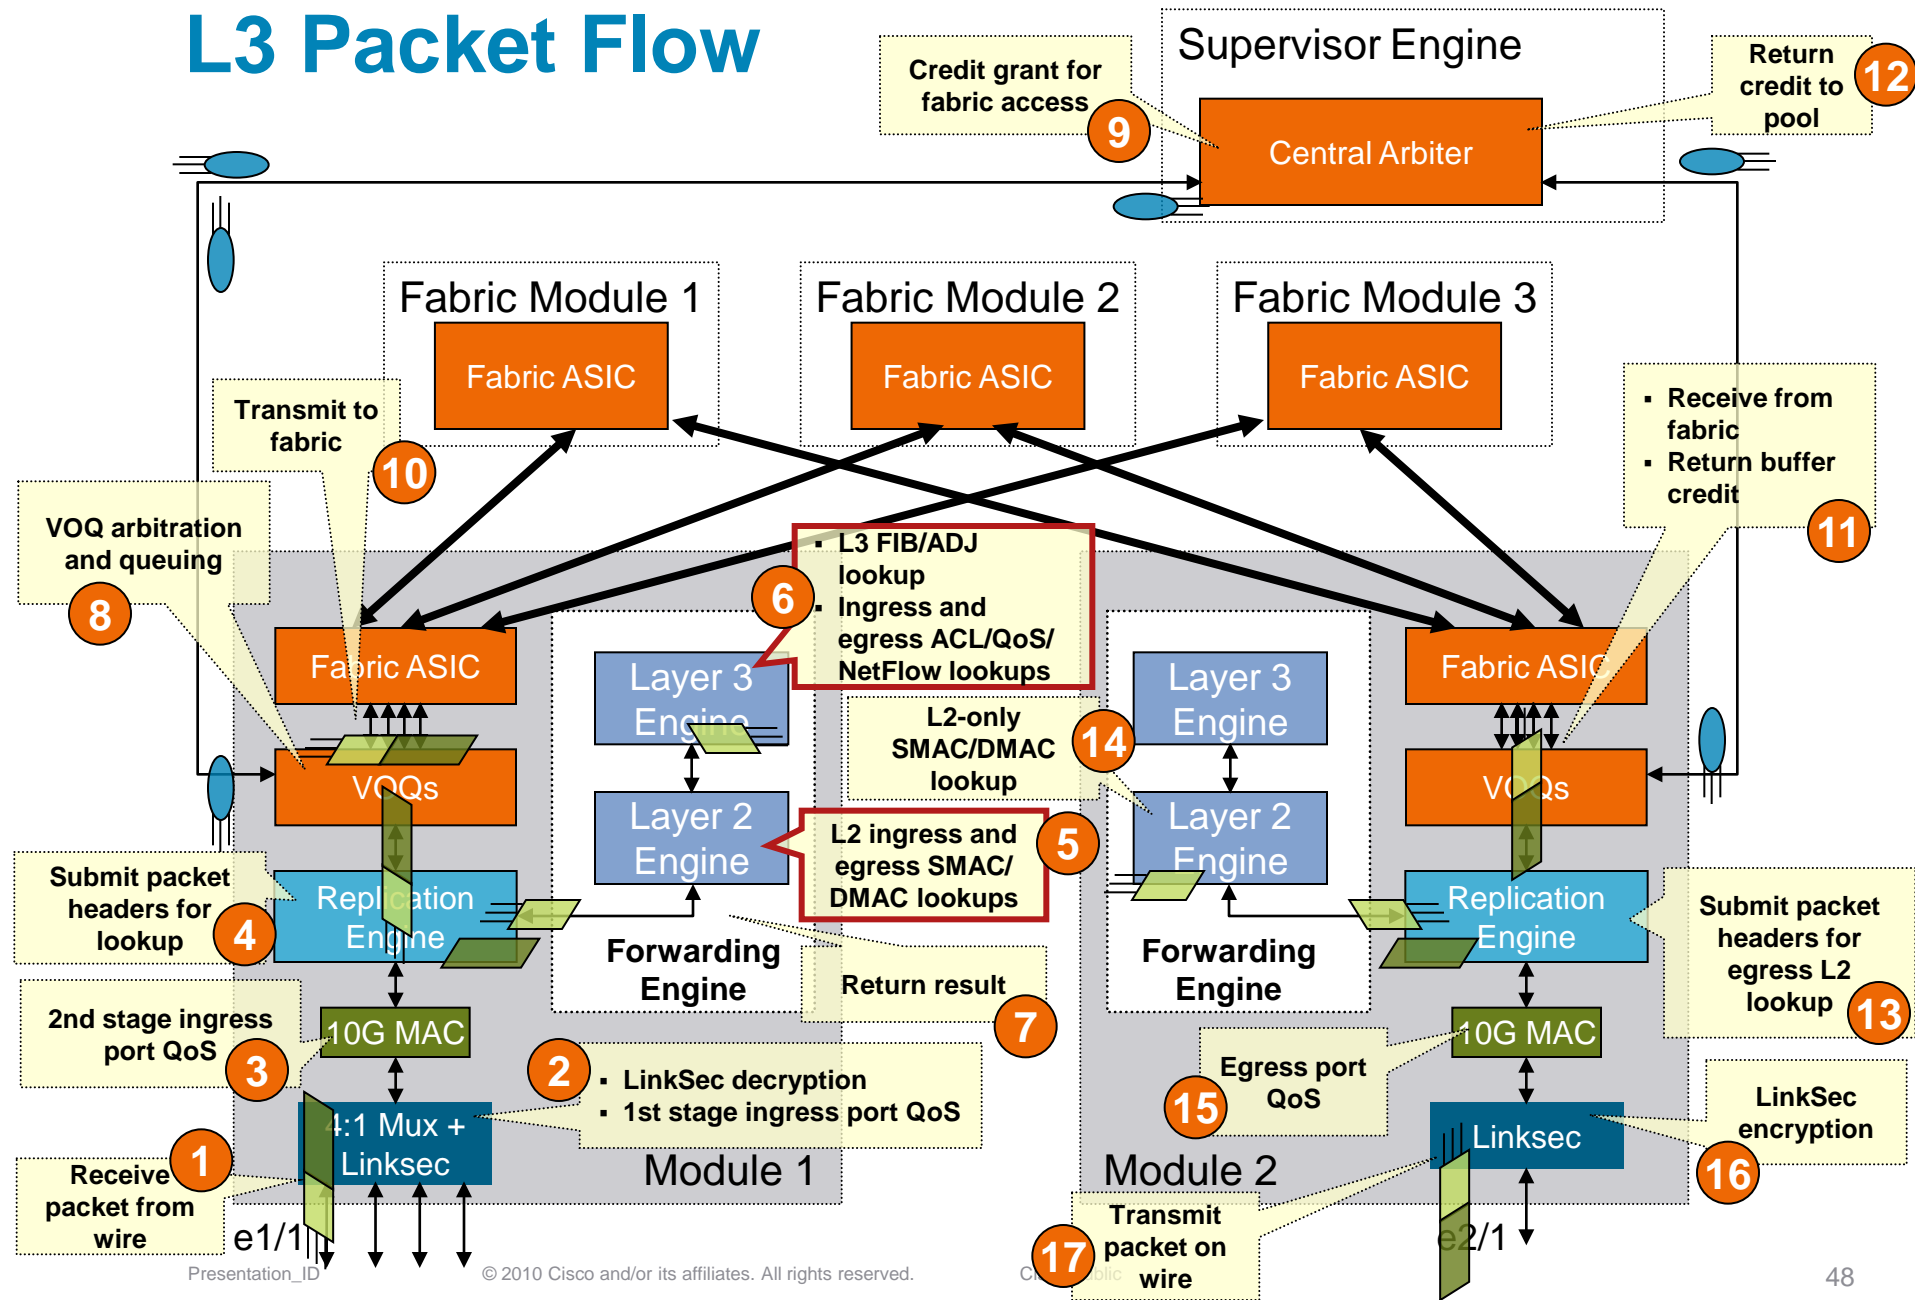 L3 Packet Flow
Supervisor Engine
Credit grant for
fabric access
9
Central Arbiter
Return
credit to
pool
12
Fabric Module 1
Fabric ASIC
Fabric Module 2
Fabric ASIC
Fabric Module 3
Fabric ASIC
Transmit to
fabric
10
▪ Receive from
fabric
▪ Return buffer
credit
11
VOQ arbitration
and queuing
8
▪ L3 FIB/ADJ
lookup
▪ Ingress and
egress ACL/QoS/
NetFlow lookups
6
Fabric ASIC
VOQs
Layer 3
Engine
Layer 2
Engine
L2-only
SMAC/DMAC
lookup
14
Layer 3
Engine
Layer 2
Engine
Fabric ASIC
VOQs
L2 ingress and
egress SMAC/
DMAC lookups
5
Submit packet
headers for
lookup
4
Replication
Engine
Forwarding
Engine
Return result
7
Forwarding
Engine
Replication
Engine
Submit packet
headers for
egress L2
lookup
13
2nd stage ingress
port QoS
3
10G MAC
2
▪ LinkSec decryption
▪ 1st stage ingress port QoS
Egress port
QoS
15
10G MAC
LinkSec
encryption
16
1
Receive
packet from
wire
4:1 Mux +
Linksec
Module 1
Module 2
Linksec
Transmit
packet on
wire
17
e1/1
e2/1
Presentation_ID
© 2010 Cisco and/or its affiliates. All rights reserved.
48